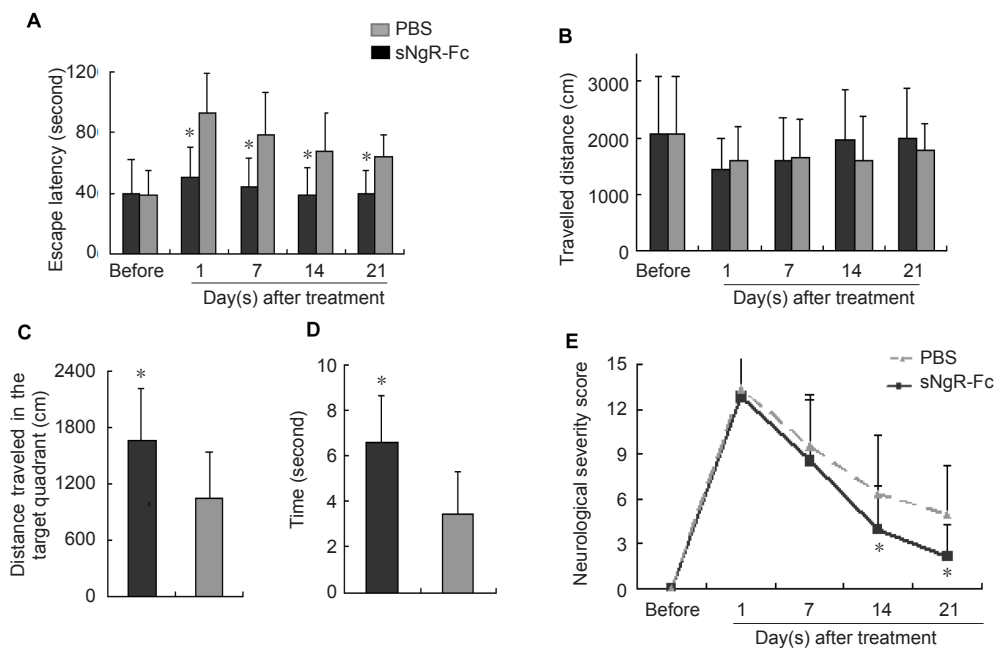 A
PBS
sNgR-Fc
Escape latency (second)
120
80
40
0
*
*
*
*
Before
1
7
14
21
Day(s) after treatment
B
Travelled distance (cm)
3000
2000
1000
0
Before
1
7
14
21
Day(s) after treatment
C
Distance traveled in the
target quadrant (cm)
2400
1800
1200
600
0
*
D
Time (second)
10
8
6
4
2
0
*
E
PBS
sNgR-Fc
Neurological severity score
15
12
9
6
3
0
*
*
Before
1
7
14
21
Day(s) after treatment